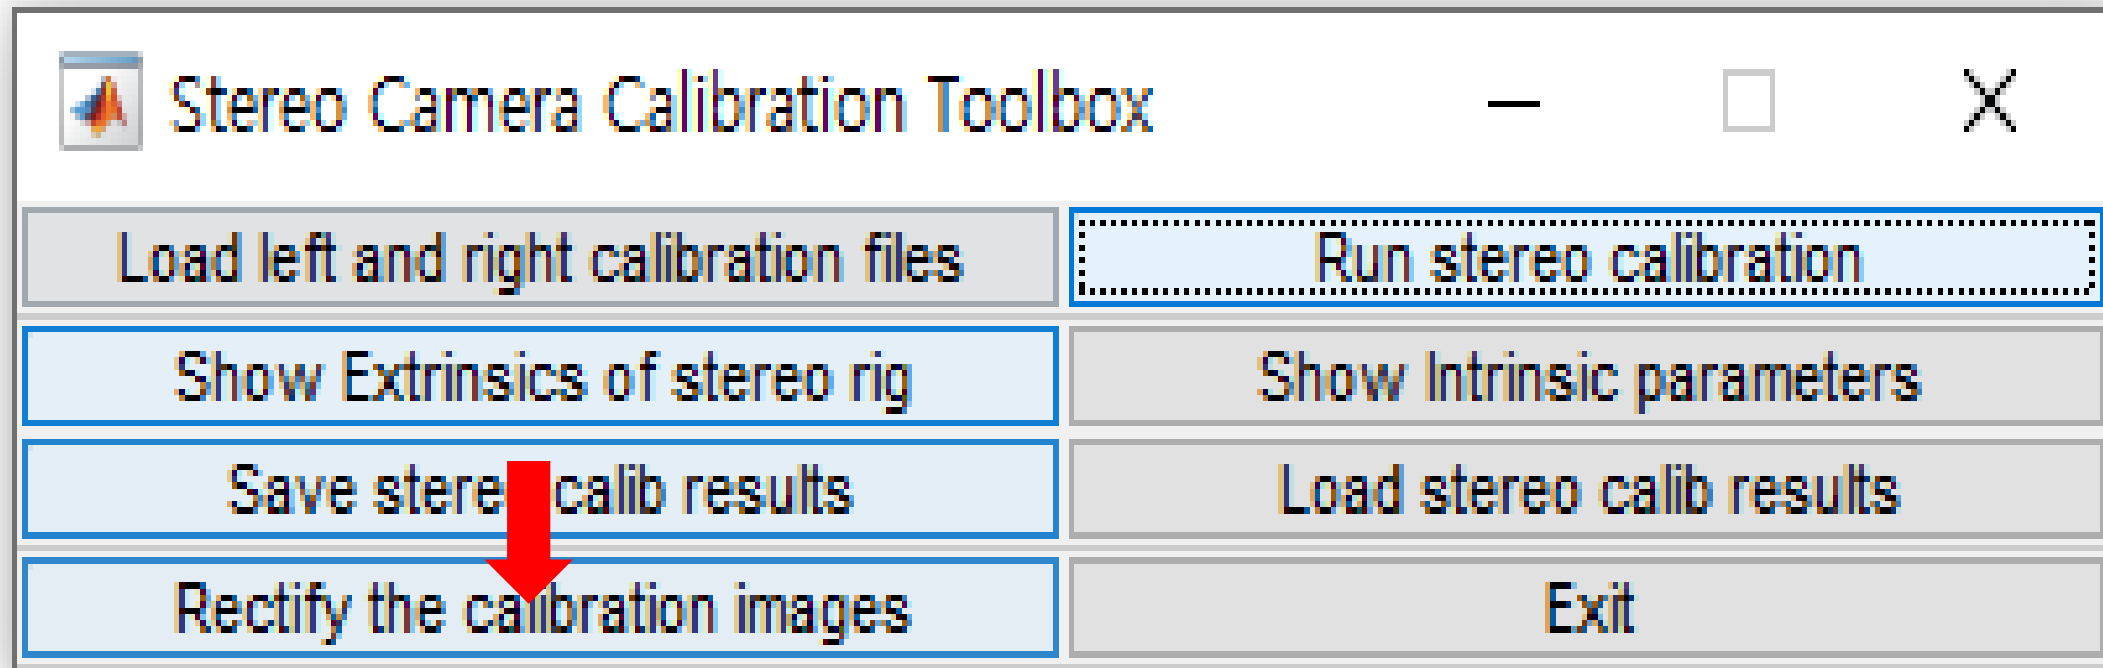 Stereo Camera Calibration Toolbox
Load left and right calibration files
Run stereo calibration
Show Extrinsics of stereo rig
Show Intrinsic parameters
Save stereo calib results
Load stereo calib results
Rectify the calibration images
Exit